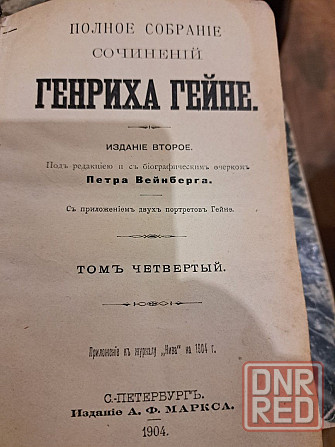 ПОЛНОЕ СОБРАНІЕ
СОЧИНЕНІЙ
ГЕНРИХА ГЕЙНЕ.
ИЗДАНІЕ ВТОРОЕ.
Подъ редакціею и съ біографическимъ очеркомъ
Петра Вейнберга.
Съ приложеніемъ двухъ портретовъ Гейне.
ТОМЪ ЧЕТВЕРТЫЙ.
Приложеніе къ журналу „Нива“ на 1904 г.
С.-ПЕТЕРБУРГЪ.
Изданіе А. Ф. МАРКСА.
1904.
DNR
RED